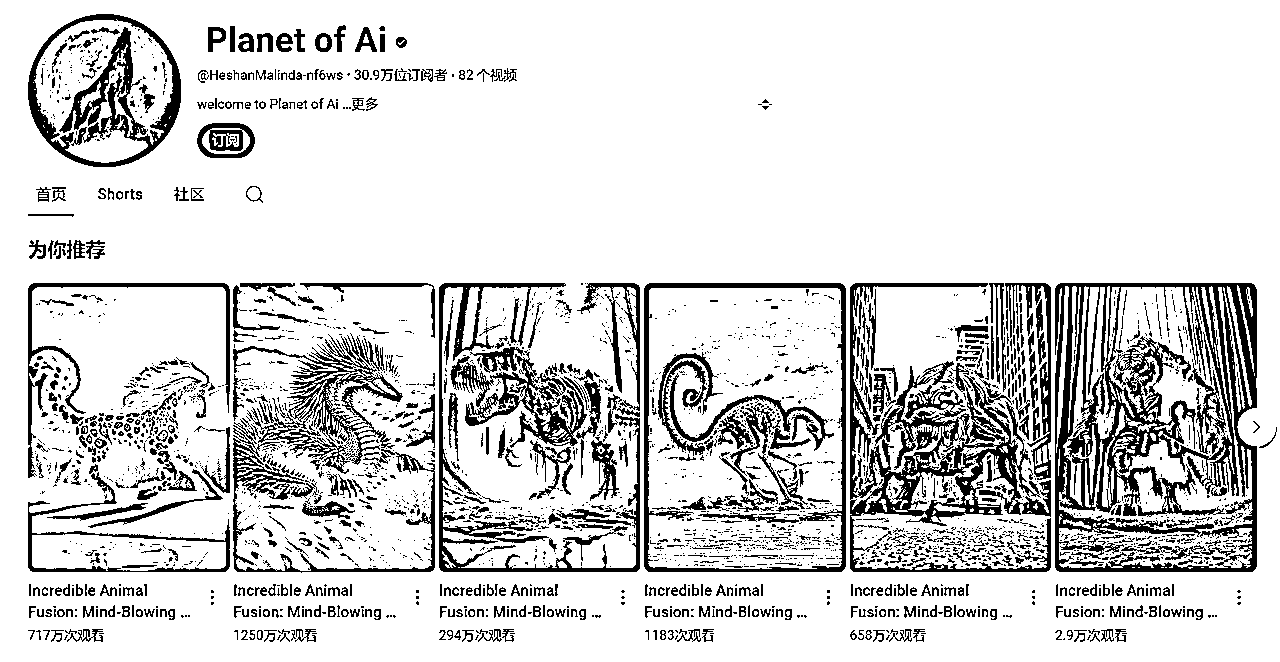 Planet of Ai
@HeshanMalinda-nf6ws · 30.9万位订阅者 · 82 个视频
welcome to Planet of Ai ...更多
订阅
首页 Shorts 社区
为你推荐
Incredible Animal Fusion: Mind-Blowing ...
717万次观看
Incredible Animal Fusion: Mind-Blowing ...
1250万次观看
Incredible Animal Fusion: Mind-Blowing ...
294万次观看
Incredible Animal Fusion: Mind-Blowing ...
1183次观看
Incredible Animal Fusion: Mind-Blowing ...
658万次观看
Incredible Animal Fusion: Mind-Blowing ...
2.9万次观看